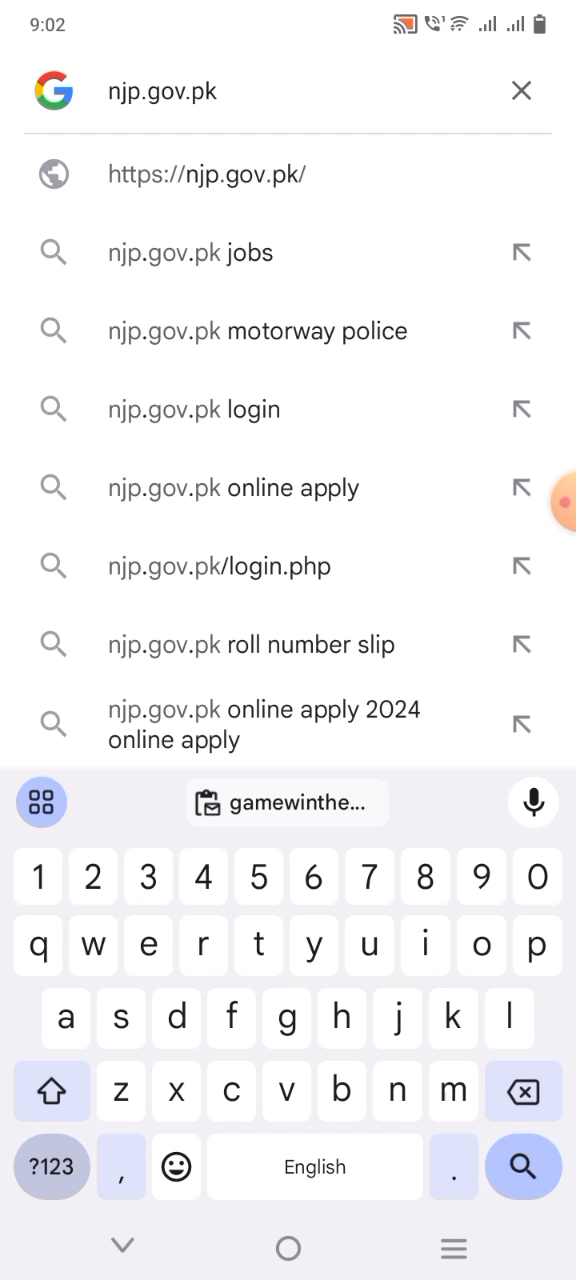 9:02
njp.gov.pk
https://njp.gov.pk/
njp.gov.pk jobs
njp.gov.pk motorway police
njp.gov.pk login
njp.gov.pk online apply
njp.gov.pk/login.php
njp.gov.pk roll number slip
njp.gov.pk online apply 2024
online apply
gamewinthe...
1 2 3 4 5 6 7 8 9 0
q w e r t y u i o p
a s d f g h j k l
z x c v b n m
?123 , English .